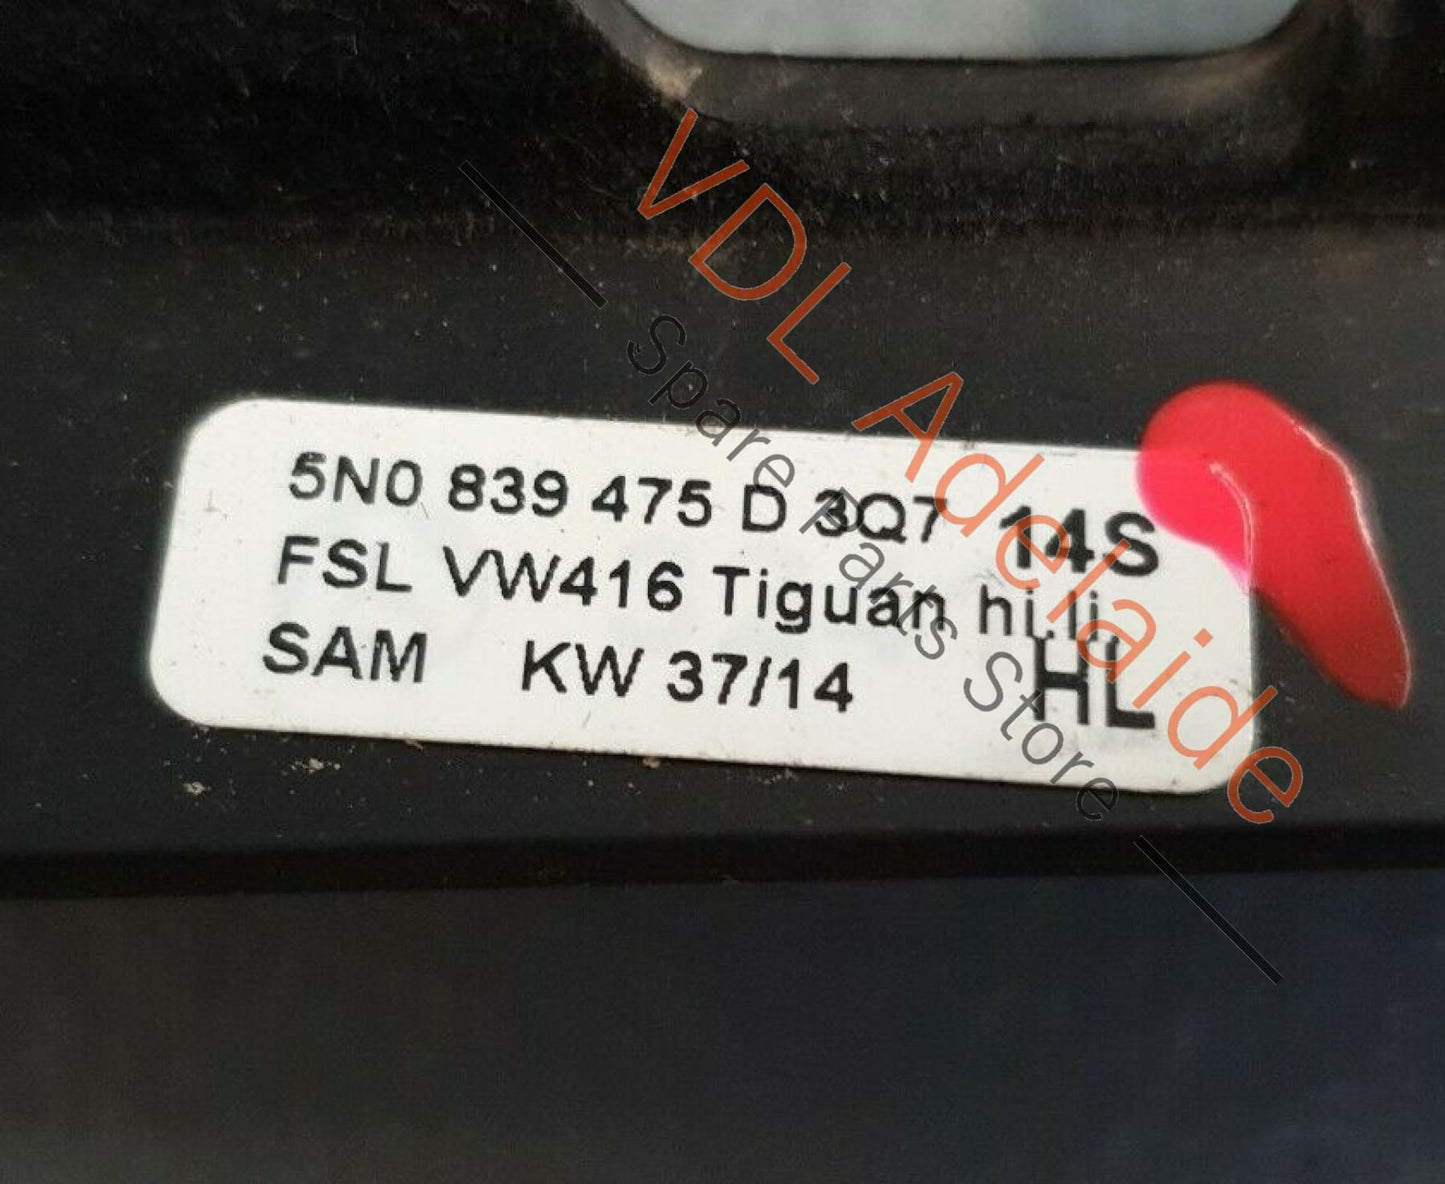 5N0 839 475 D 3Q7 14S
FSL VW416 Tiguan hi.li.
SAM KW 37/14 HL
VDL Adelaide
Spare Parts Store